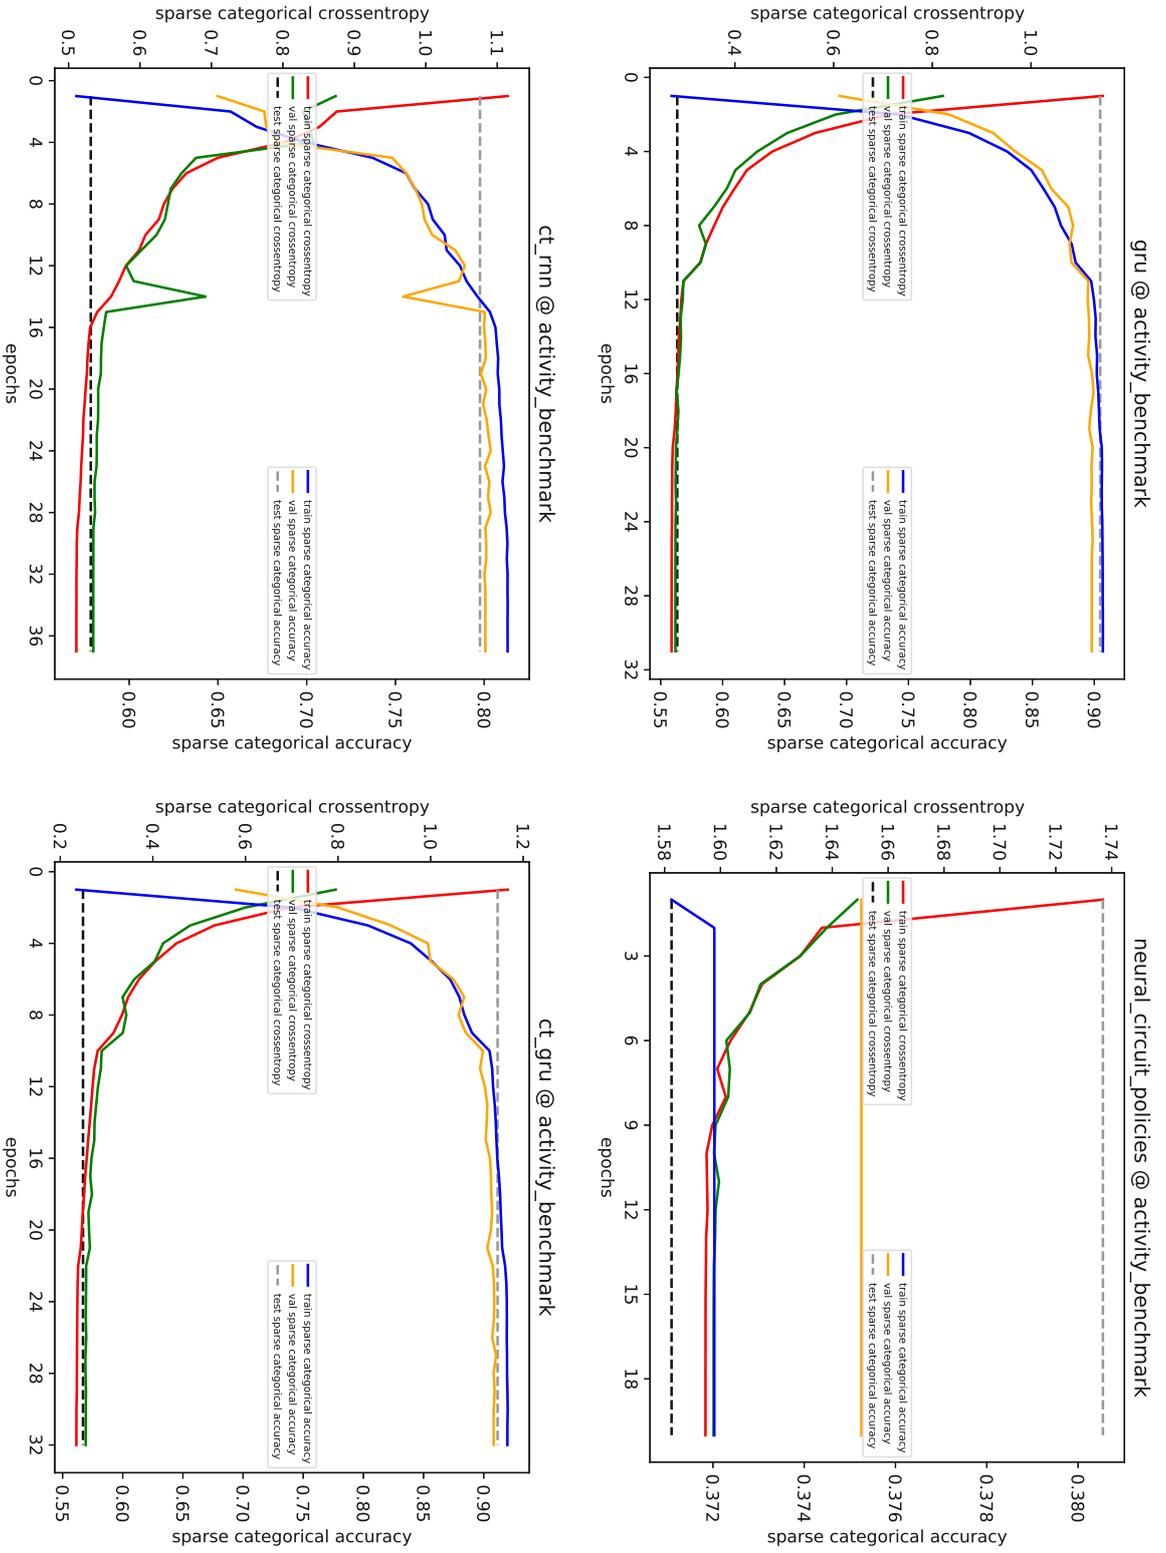 gru @ activity_benchmark
sparse categorical crossentropy
1.0
0.8
0.6
0.4
train sparse categorical crossentropy
val sparse categorical crossentropy
test sparse categorical crossentropy
train sparse categorical accuracy
val sparse categorical accuracy
test sparse categorical accuracy
0.90
0.85
0.80
0.75
0.70
0.65
0.60
0.55
sparse categorical accuracy
0 4 8 12 16 20 24 28 32
epochs
neural_circuit_policies @ activity_benchmark
sparse categorical crossentropy
1.74
1.72
1.70
1.68
1.66
1.64
1.62
1.60
1.58
train sparse categorical crossentropy
val sparse categorical crossentropy
test sparse categorical crossentropy
train sparse categorical accuracy
val sparse categorical accuracy
test sparse categorical accuracy
0.380
0.378
0.376
0.374
0.372
sparse categorical accuracy
3 6 9 12 15 18
epochs
ct_rnn @ activity_benchmark
sparse categorical crossentropy
1.1
1.0
0.9
0.8
0.7
0.6
0.5
train sparse categorical crossentropy
val sparse categorical crossentropy
test sparse categorical crossentropy
train sparse categorical accuracy
val sparse categorical accuracy
test sparse categorical accuracy
0.80
0.75
0.70
0.65
0.60
sparse categorical accuracy
0 4 8 12 16 20 24 28 32 36
epochs
ct_gru @ activity_benchmark
sparse categorical crossentropy
1.2
1.0
0.8
0.6
0.4
0.2
train sparse categorical crossentropy
val sparse categorical crossentropy
test sparse categorical crossentropy
train sparse categorical accuracy
val sparse categorical accuracy
test sparse categorical accuracy
0.90
0.85
0.80
0.75
0.70
0.65
0.60
0.55
sparse categorical accuracy
0 4 8 12 16 20 24 28 32
epochs